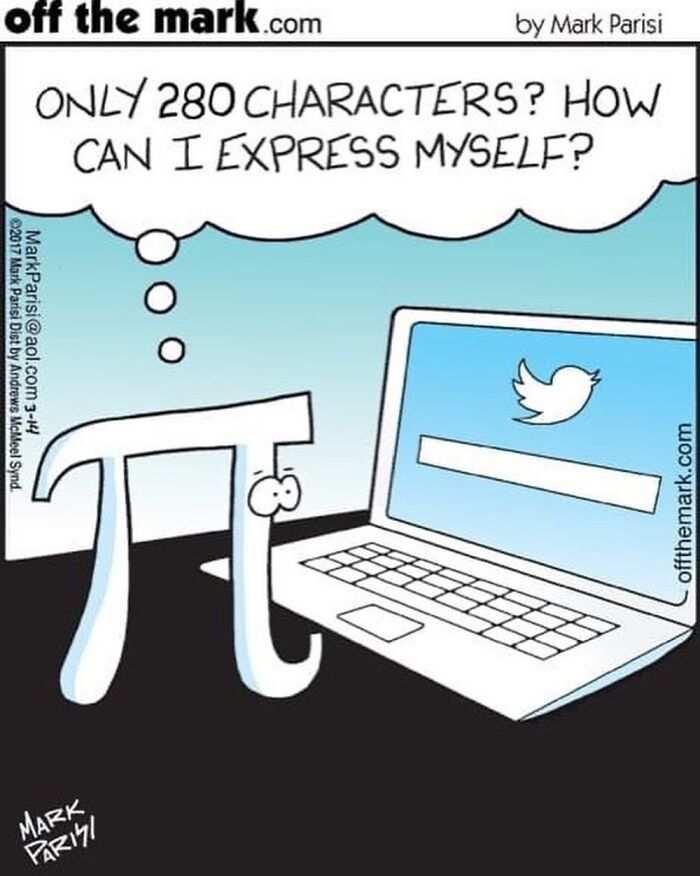 off the mark.com
by Mark Parisi
ONLY 280 CHARACTERS? HOW
CAN I EXPRESS MYSELF?
MarkParisi@aol.com 3-14
©2017 Mark Parisi Dist by Andrews McMeel Synd.
offthemark.com
MARK
PARISI